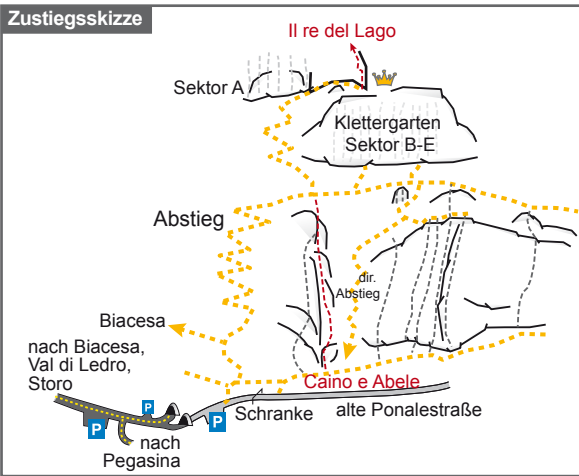 Zustiegsskizze
Il re del Lago
Sektor A
Klettergarten
Sektor B-E
Abstieg
dir.
Abstieg
Biacesa
nach Biacesa,
Val di Ledro,
Storo
Caino e Abele
Schranke
alte Ponalestraße
P
P
P
nach
Pegasina